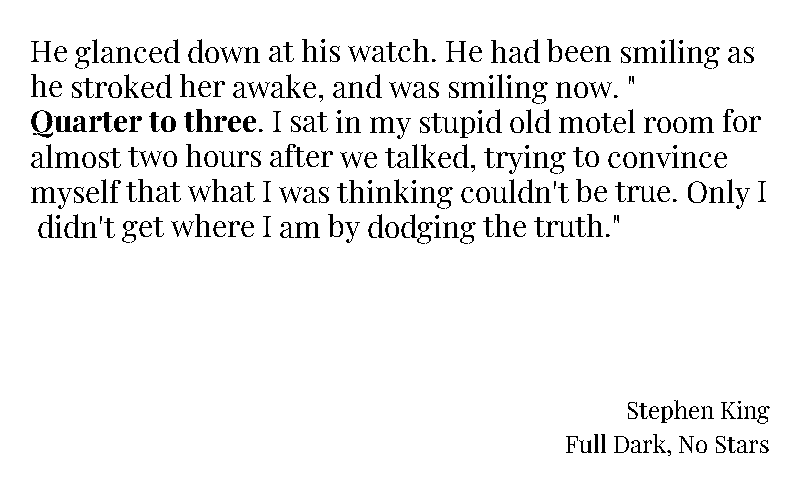 He glanced down at his watch. He had been smiling as
he stroked her awake, and was smiling now. "
Quarter to three. I sat in my stupid old motel room for
almost two hours after we talked, trying to convince
myself that what I was thinking couldn't be true. Only I
didn't get where I am by dodging the truth."
Stephen King
Full Dark, No Stars